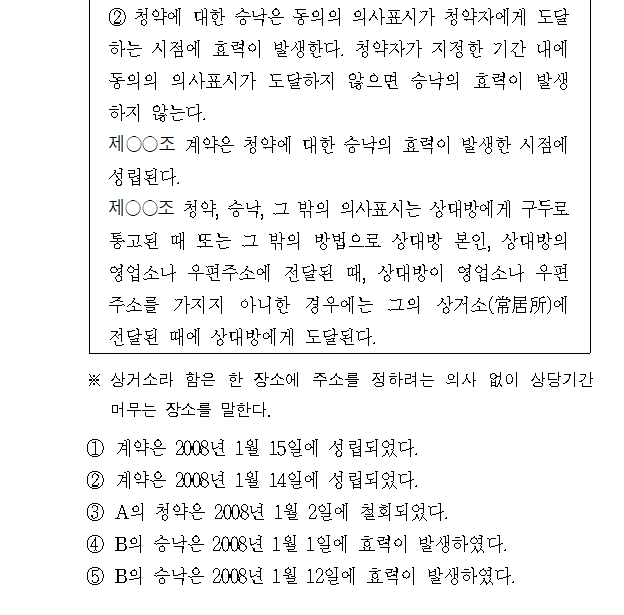 ② 청약에 대한 승낙은 동의의 의사표시가 청약자에게 도달
하는 시점에 효력이 발생한다. 청약자가 지정한 기간 내에
동의의 의사표시가 도달하지 않으면 승낙의 효력이 발생
하지 않는다.
제○○조 계약은 청약에 대한 승낙의 효력이 발생한 시점에
성립된다.
제○○조 청약, 승낙, 그 밖의 의사표시는 상대방에게 구두로
통고된 때 또는 그 밖의 방법으로 상대방 본인, 상대방의
영업소나 우편주소에 전달된 때, 상대방이 영업소나 우편
주소를 가지지 아니한 경우에는 그의 상거소(常居所)에
전달된 때에 상대방에게 도달된다.
※ 상거소라 함은 한 장소에 주소를 정하려는 의사 없이 상당기간
머무는 장소를 말한다.
① 계약은 2008년 1월 15일에 성립되었다.
② 계약은 2008년 1월 14일에 성립되었다.
③ A의 청약은 2008년 1월 2일에 철회되었다.
④ B의 승낙은 2008년 1월 1일에 효력이 발생하였다.
⑤ B의 승낙은 2008년 1월 12일에 효력이 발생하였다.